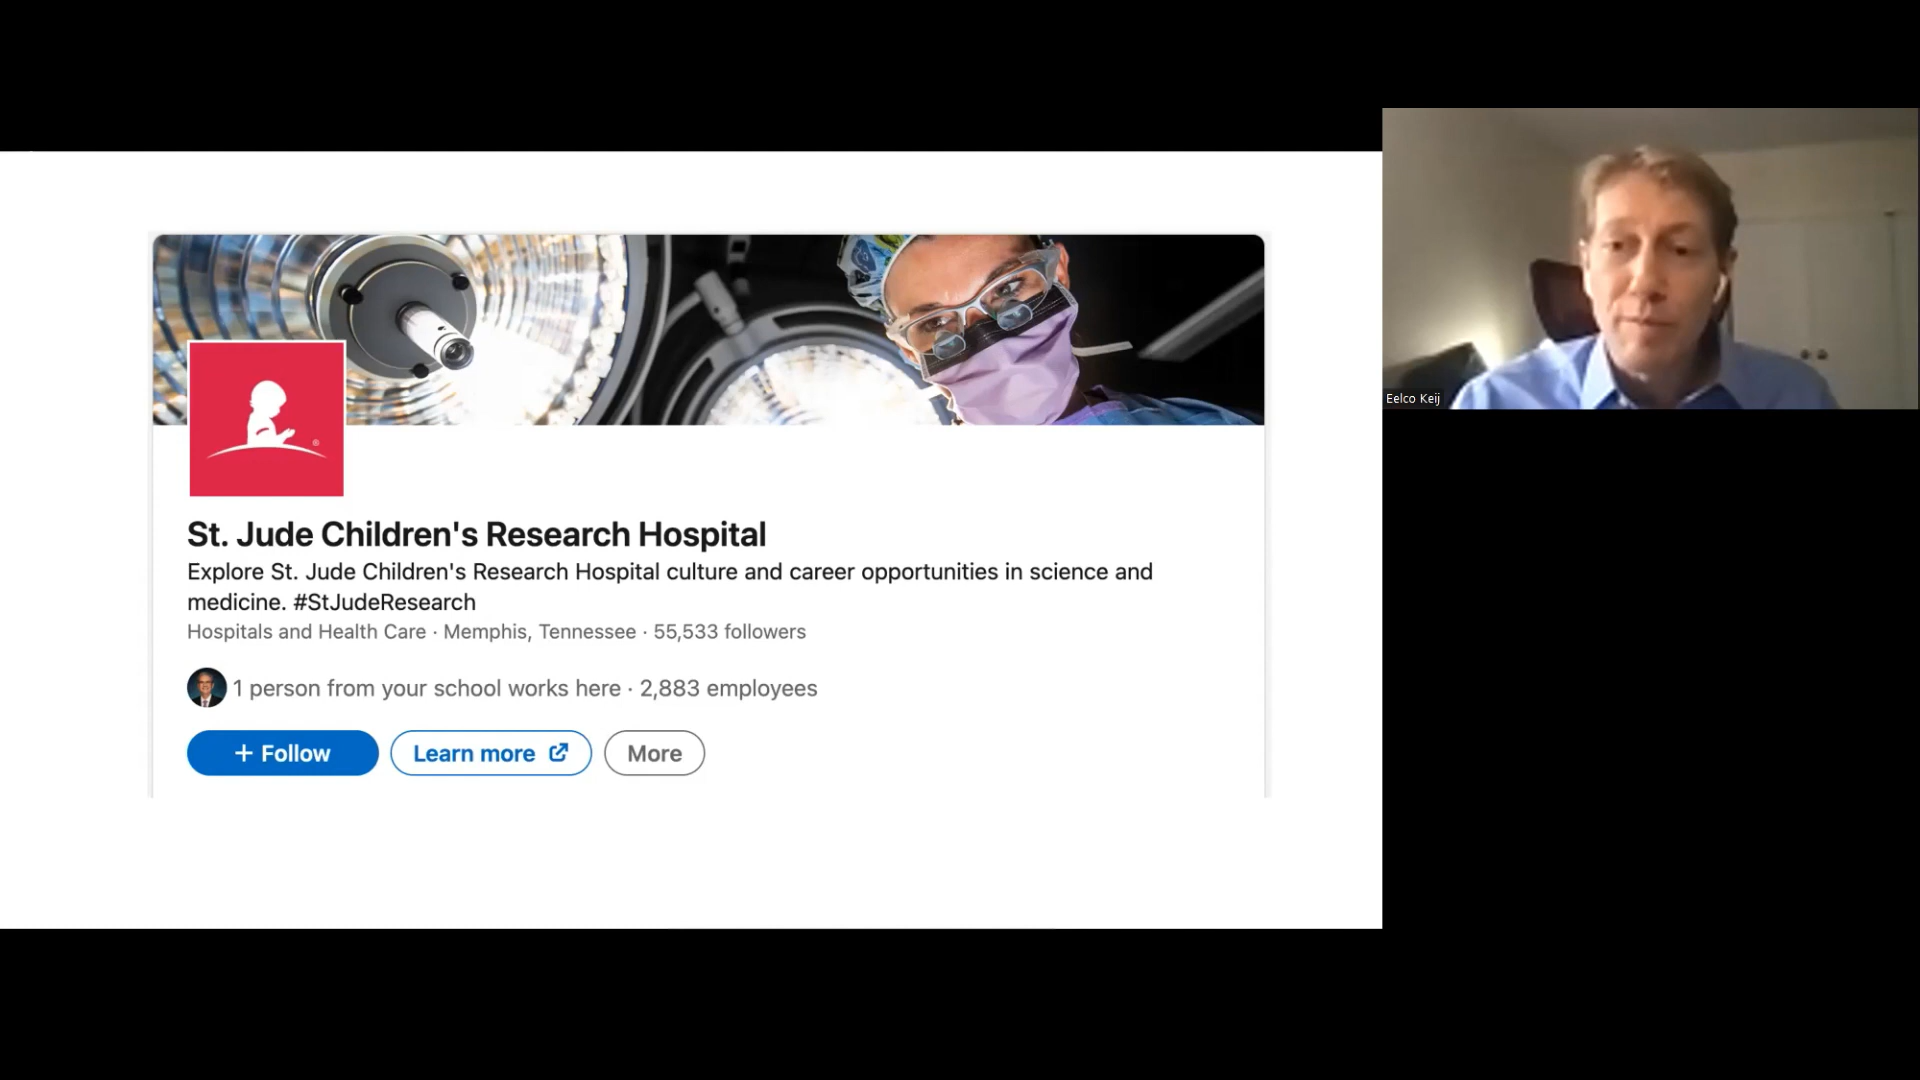 St. Jude Children's Research Hospital
Explore St. Jude Children's Research Hospital culture and career opportunities in science and
medicine. #StJudeResearch
Hospitals and Health Care · Memphis, Tennessee · 55,533 followers
1 person from your school works here · 2,883 employees
+ Follow
Learn more
More
Eelco Keij
®